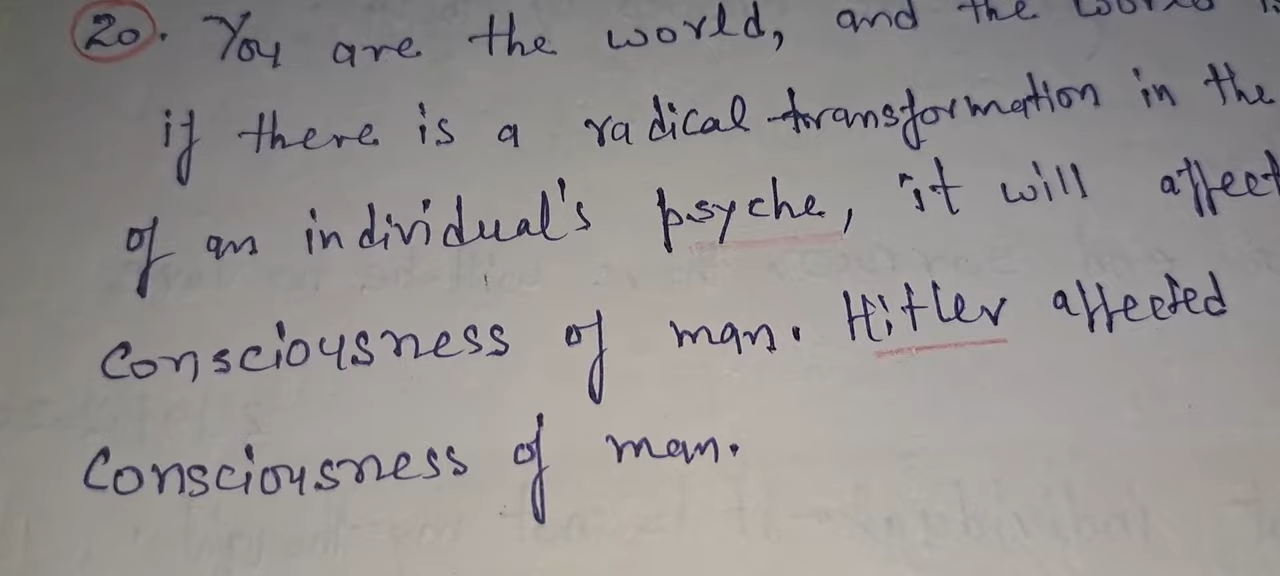 20. You are the world, and the world
if there is a radical transformation in the
of an individual's psyche, it will affect
consciousness of man. Hitler affected
consciousness of man.